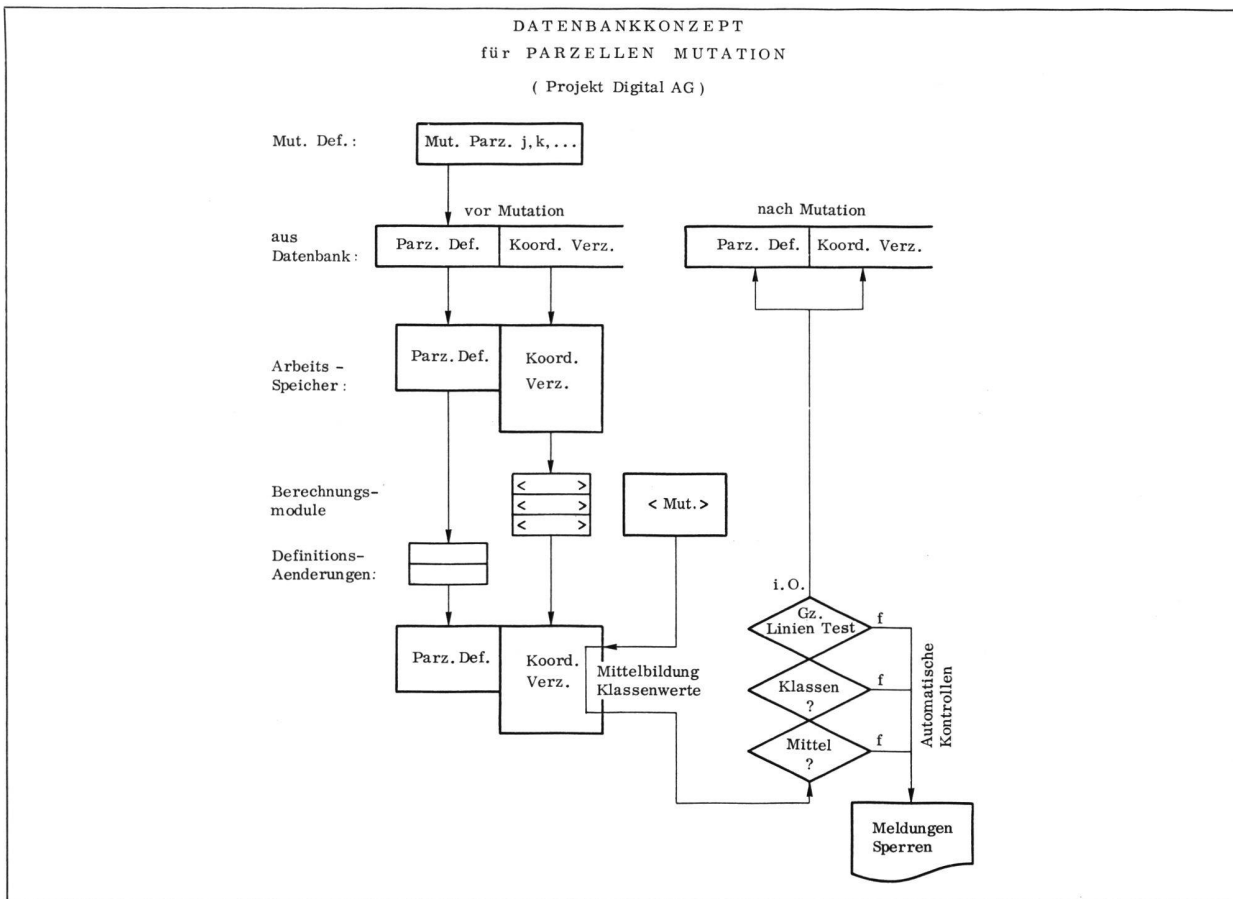 DATENBANKKONZEPT
für PARZELLEN MUTATION
( Projekt Digital AG )
Mut. Def. :
Mut. Parz. j, k, . . .
vor Mutation
nach Mutation
aus
Datenbank :
Parz. Def.
Koord. Verz.
Parz. Def.
Koord. Verz.
Arbeits -
Speicher :
Parz. Def.
Koord.
Verz.
Berechnungs-
module
< >
< >
< >
< Mut. >
Definitions-
Aenderungen:
i.O.
Gz.
Linien Test
f
Parz. Def.
Koord.
Verz.
Mittelbildung
Klassenwerte
Klassen
?
f
Mittel
?
f
Automatische
Kontrollen
Meldungen
Sperren